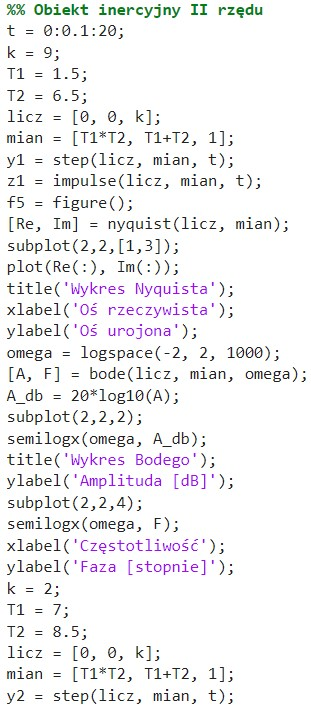 %% Obiekt inercyjny II rzędu
t = 0:0.1:20;
k = 9;
T1 = 1.5;
T2 = 6.5;
licz = [0, 0, k];
mian = [T1*T2, T1+T2, 1];
y1 = step(licz, mian, t);
z1 = impulse(licz, mian, t);
f5 = figure();
[Re, Im] = nyquist(licz, mian);
subplot(2,2,[1,3]);
plot(Re(:), Im(:));
title('Wykres Nyquista');
xlabel('Oś rzeczywista');
ylabel('Oś urojona');
omega = logspace(-2, 2, 1000);
[A, F] = bode(licz, mian, omega);
A_db = 20*log10(A);
subplot(2,2,2);
semilogx(omega, A_db);
title('Wykres Bodego');
ylabel('Amplituda [dB]');
subplot(2,2,4);
semilogx(omega, F);
xlabel('Częstotliwość');
ylabel('Faza [stopnie]');
k = 2;
T1 = 7;
T2 = 8.5;
licz = [0, 0, k];
mian = [T1*T2, T1+T2, 1];
y2 = step(licz, mian, t);